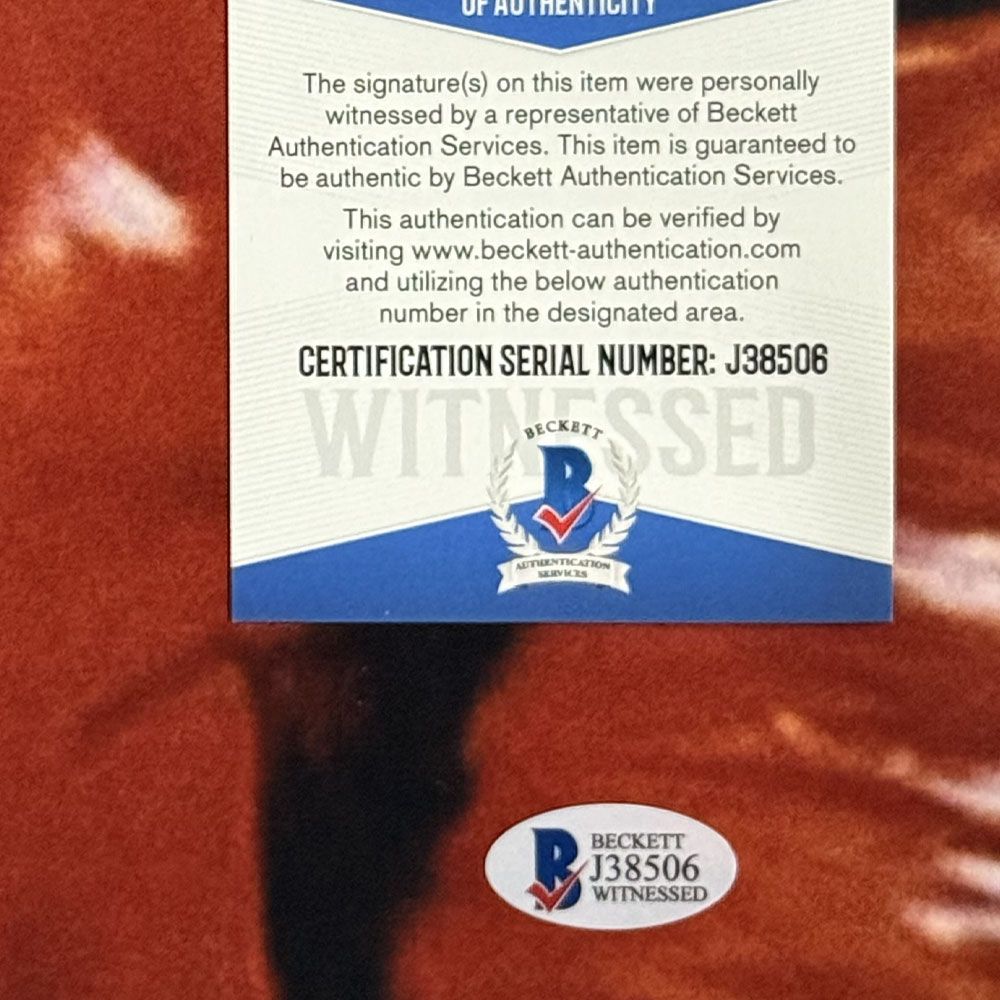 OF AUTHENTICITY
The signature(s) on this item were personally
witnessed by a representative of Beckett
Authentication Services. This item is guaranteed to
be authentic by Beckett Authentication Services.
This authentication can be verified by
visiting www.beckett-authentication.com
and utilizing the below authentication
number in the designated area.
CERTIFICATION SERIAL NUMBER: J38506
WITNESSED
BECKETT
B
AUTHENTICATION
SERVICES
B
BECKETT
J38506
WITNESSED